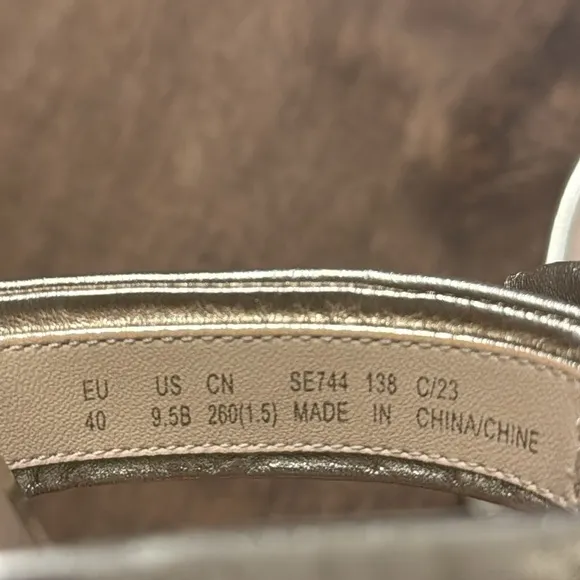 EU US CN SE744 138 C/23
40 9.5B 260(1.5) MADE IN CHINA/CHINE